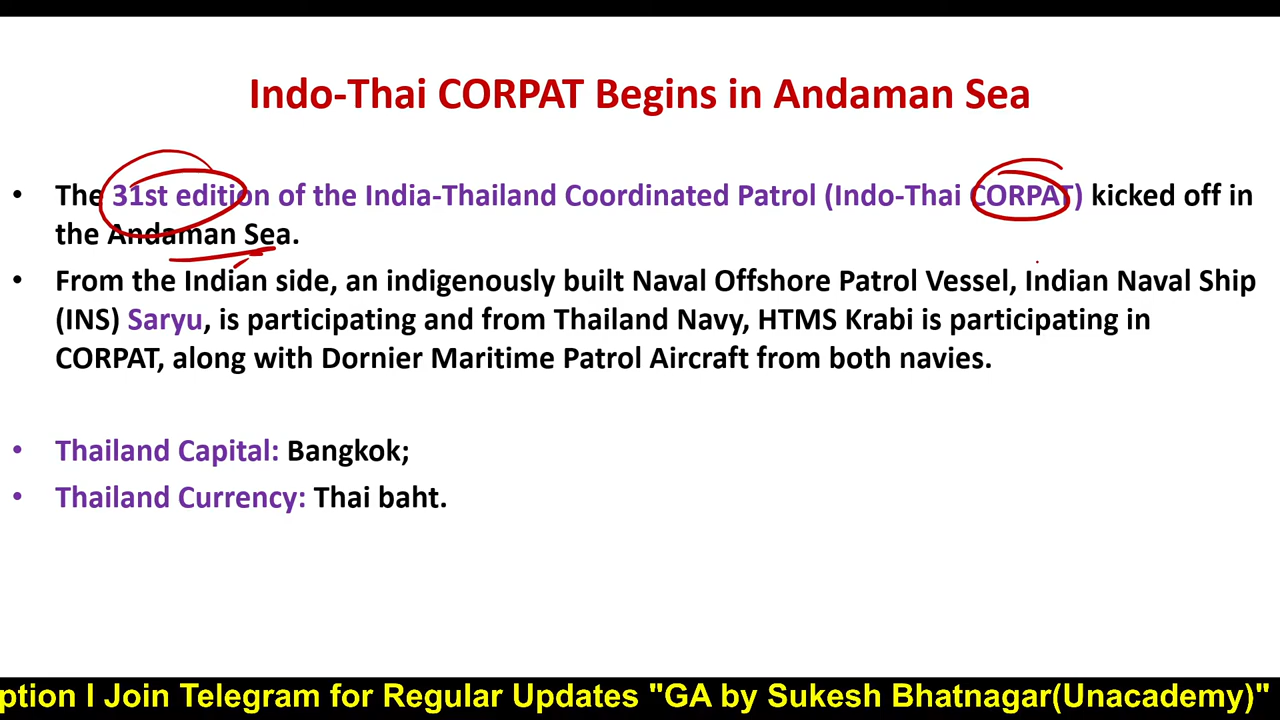 Indo-Thai CORPAT Begins in Andaman Sea
• The 31st edition of the India-Thailand Coordinated Patrol (Indo-Thai CORPAT) kicked off in
the Andaman Sea.
• From the Indian side, an indigenously built Naval Offshore Patrol Vessel, Indian Naval Ship
(INS) Saryu, is participating and from Thailand Navy, HTMS Krabi is participating in
CORPAT, along with Dornier Maritime Patrol Aircraft from both navies.
• Thailand Capital: Bangkok;
• Thailand Currency: Thai baht.
ption I Join Telegram for Regular Updates "GA by Sukesh Bhatnagar(Unacademy)"